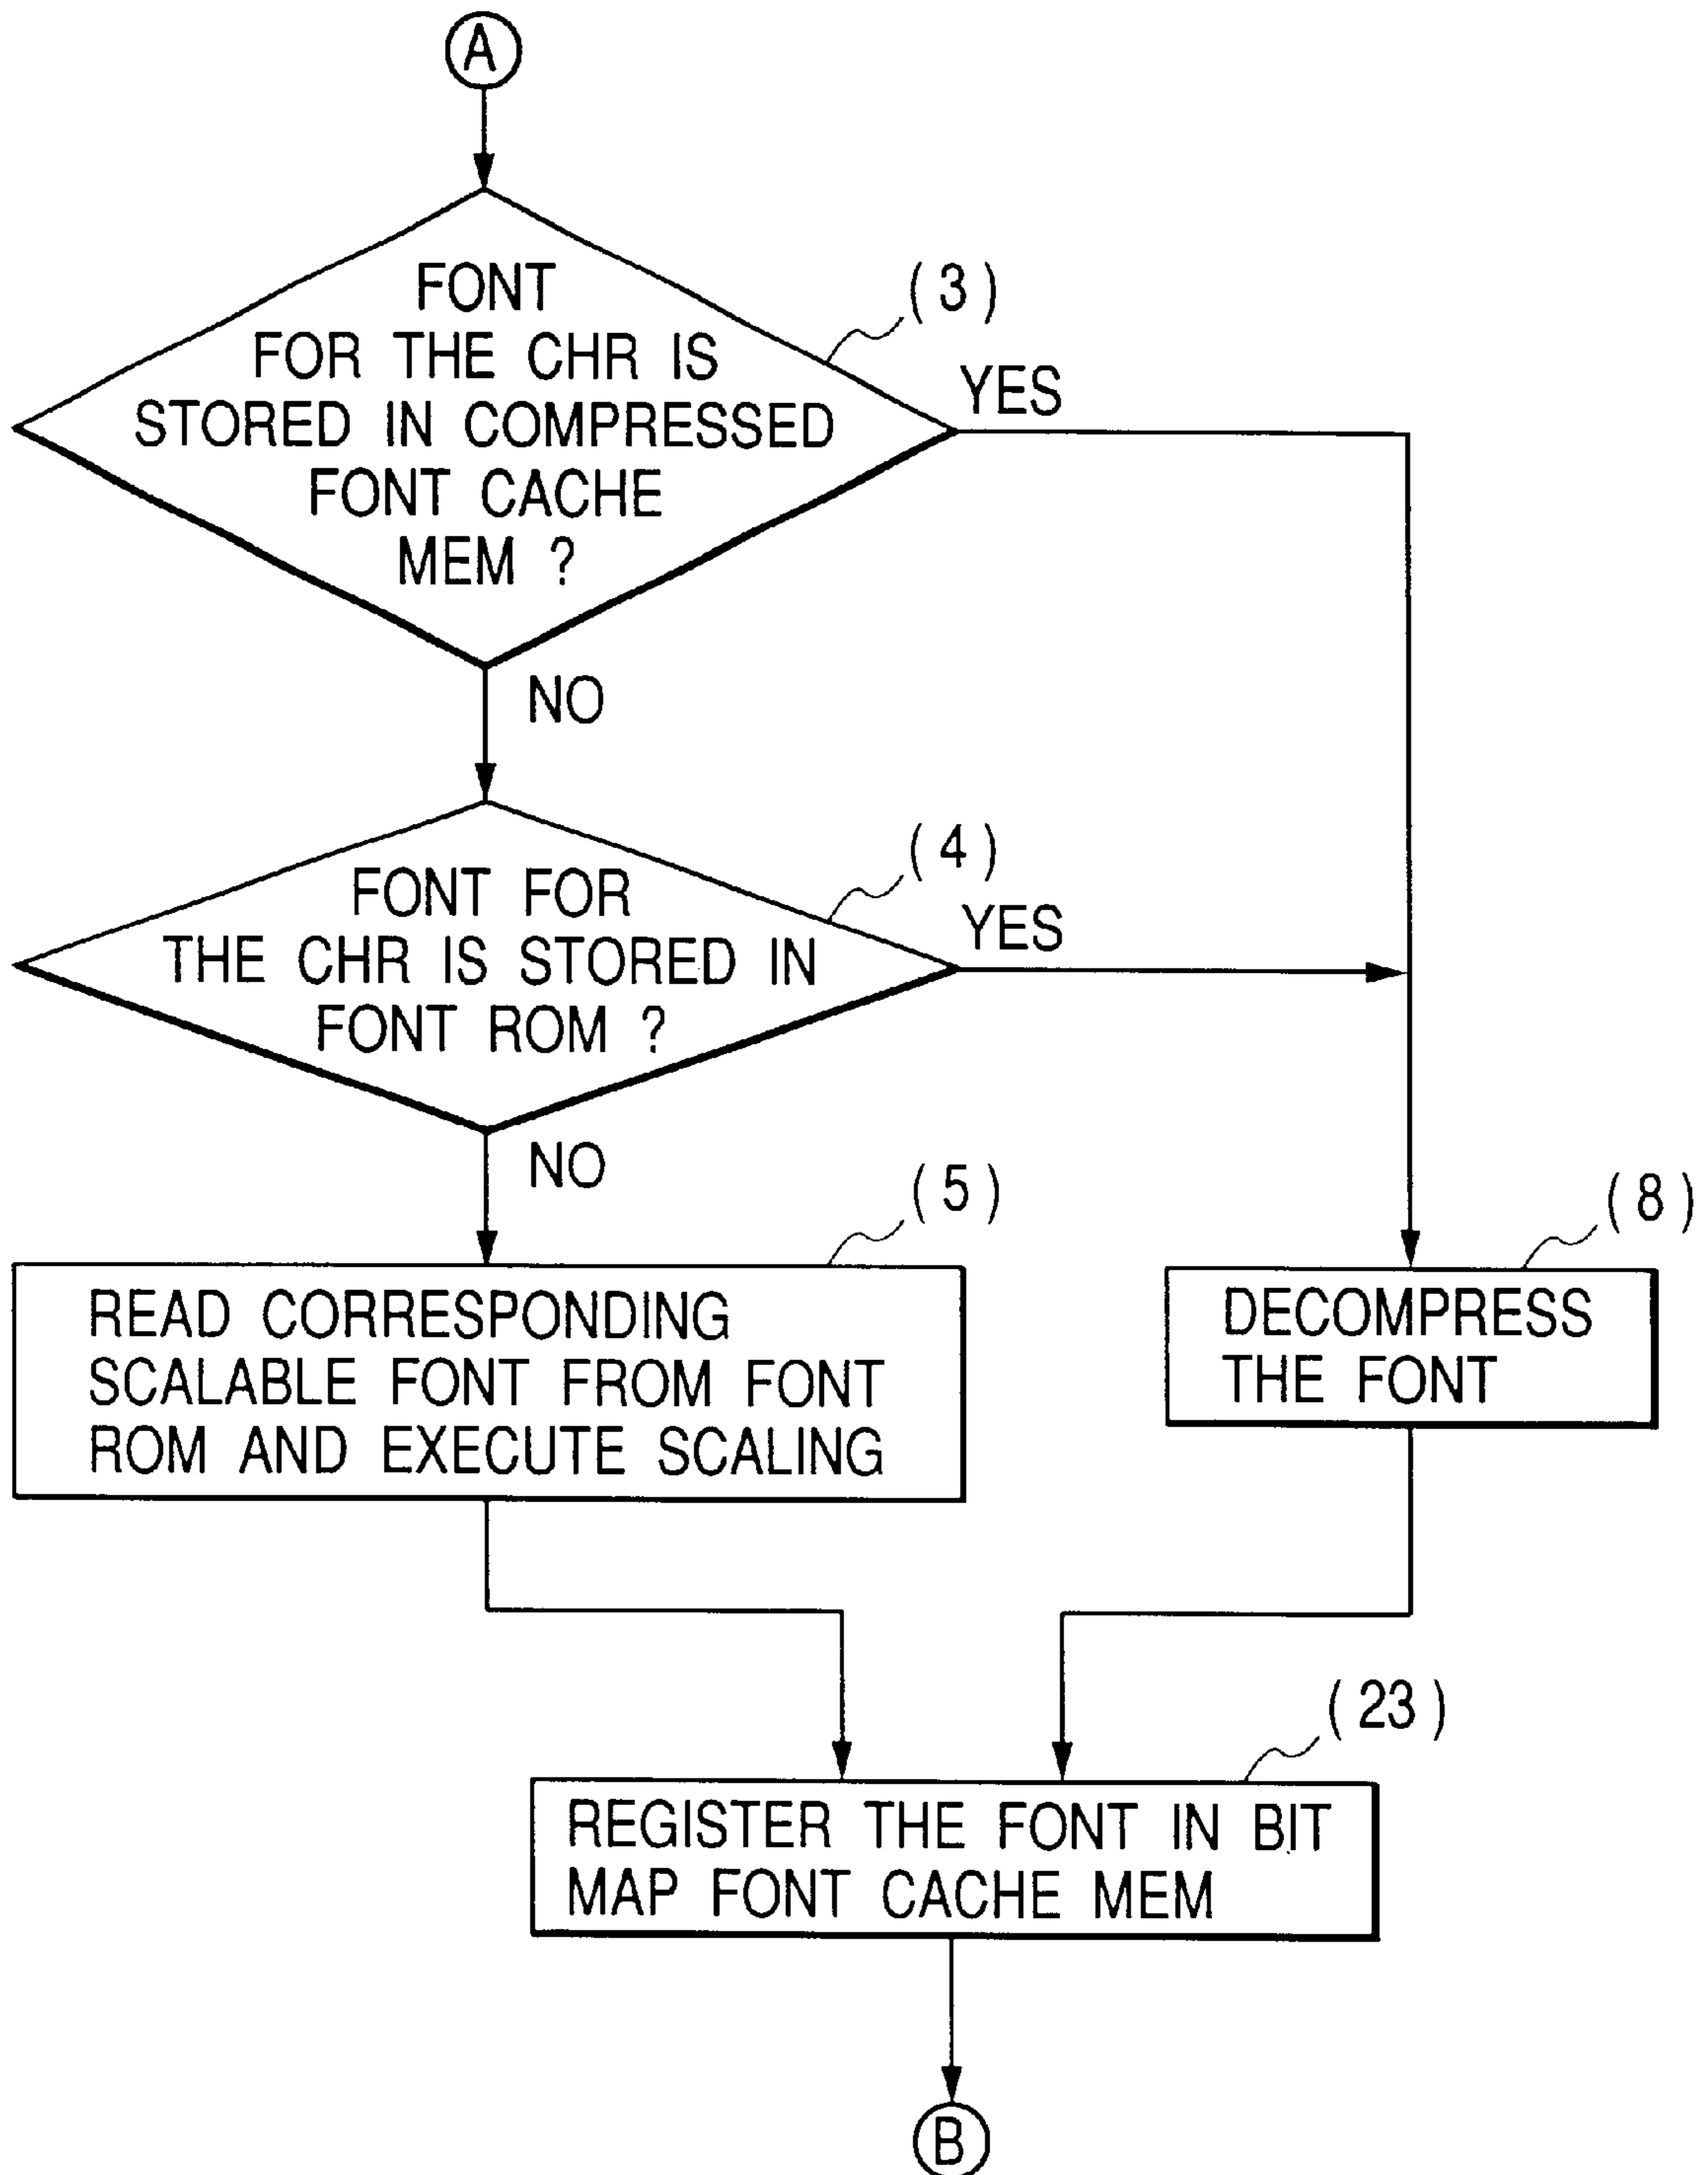 A
FONT
FOR THE CHR IS
STORED IN COMPRESSED
FONT CACHE
MEM ?
(3)
YES
NO
FONT FOR
THE CHR IS STORED IN
FONT ROM ?
(4)
YES
NO
READ CORRESPONDING
SCALABLE FONT FROM FONT
ROM AND EXECUTE SCALING
(5)
DECOMPRESS
THE FONT
(8)
REGISTER THE FONT IN BIT
MAP FONT CACHE MEM
(23)
B